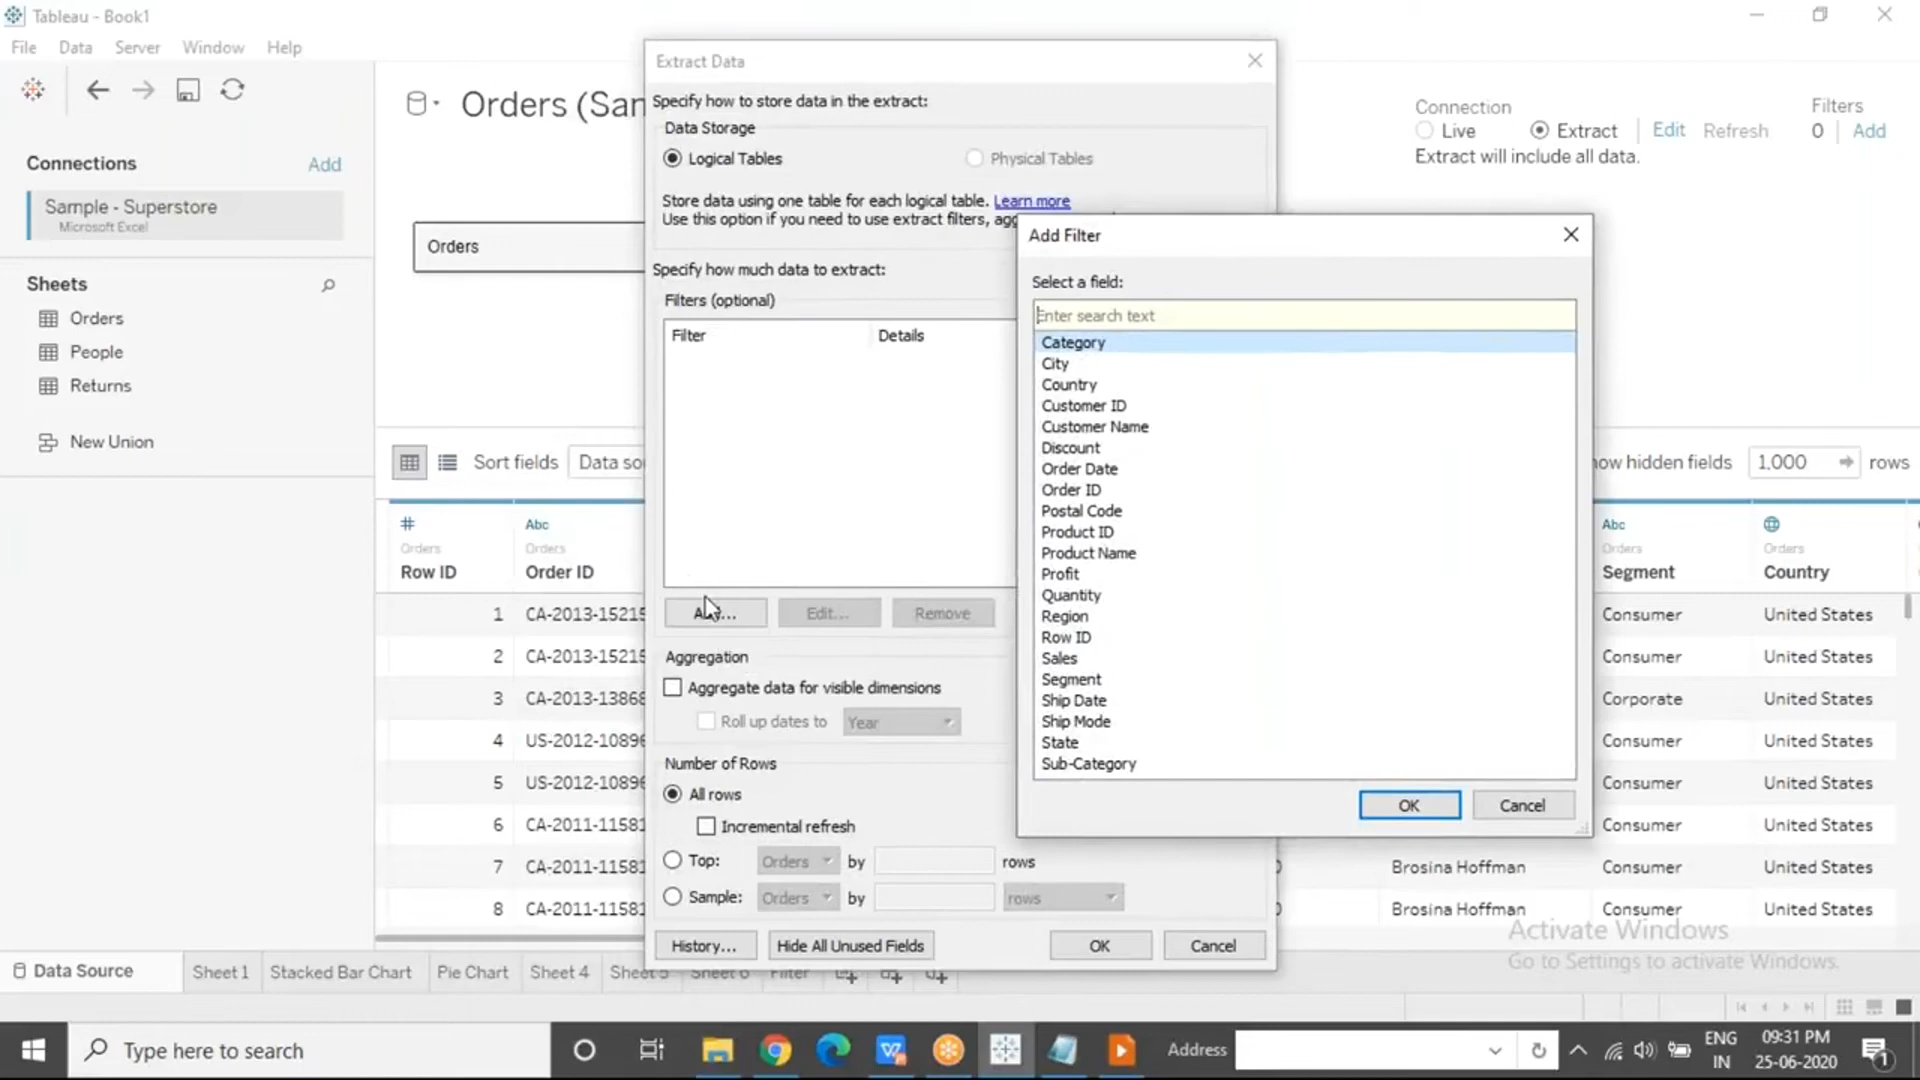 Tableau - Book1
File Data Server Window Help
Connections Add
Sample - Superstore
Microsoft Excel
Sheets
Orders
People
Returns
New Union
Orders (San
Connection
Live Extract Edit Refresh
Extract will include all data.
Filters
0 Add
Orders
Sort fields Data sou
ow hidden fields 1,000 rows
# Abc Abc
Orders Orders Orders Orders
Row ID Order ID Segment Country
1 CA-2013-15215 Consumer United States
2 CA-2013-15215 Consumer United States
3 CA-2013-13868 Corporate United States
4 US-2012-10896 Consumer United States
5 US-2012-10896 Consumer United States
6 CA-2011-11581 Consumer United States
7 CA-2011-11581 Brosina Hoffman Consumer United States
8 CA-2011-11581 Brosina Hoffman Consumer United States
Extract Data
Specify how to store data in the extract:
Data Storage
Logical Tables Physical Tables
Store data using one table for each logical table. Learn more
Use this option if you need to use extract filters, agg
Specify how much data to extract:
Filters (optional)
Filter Details
Edit... Remove
Aggregation
Aggregate data for visible dimensions
Roll up dates to Year
Number of Rows
All rows
Incremental refresh
Top: Orders by rows
Sample: Orders by rows
History... Hide All Unused Fields OK Cancel
Add Filter
Select a field:
Enter search text
Category
City
Country
Customer ID
Customer Name
Discount
Order Date
Order ID
Postal Code
Product ID
Product Name
Profit
Quantity
Region
Row ID
Sales
Segment
Ship Date
Ship Mode
State
Sub-Category
OK Cancel
Activate Windows
Go to Settings to activate Windows.
Data Source Sheet 1 Stacked Bar Chart Pie Chart Sheet 4 Sheet 5 Sheet 6 Filter
Type here to search
Address
ENG
IN
09:31 PM
25-06-2020
1